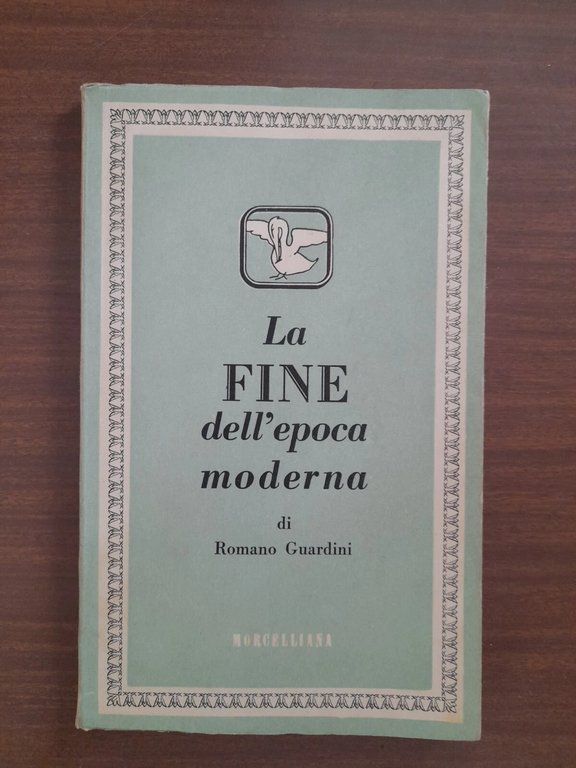 La
FINE
dell'epoca
moderna
di
Romano Guardini
MORCELLIANA